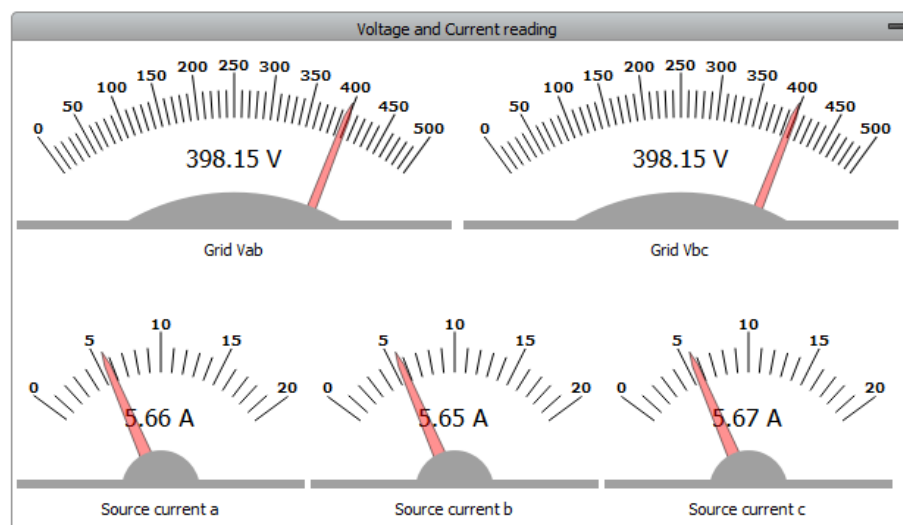 Voltage and Current reading
0 50 100 150 200 250 300 350 400 450 500
398.15 V
Grid Vab
0 50 100 150 200 250 300 350 400 450 500
398.15 V
Grid Vbc
0 5 10 15 20
5.66 A
Source current a
0 5 10 15 20
5.65 A
Source current b
0 5 10 15 20
5.67 A
Source current c